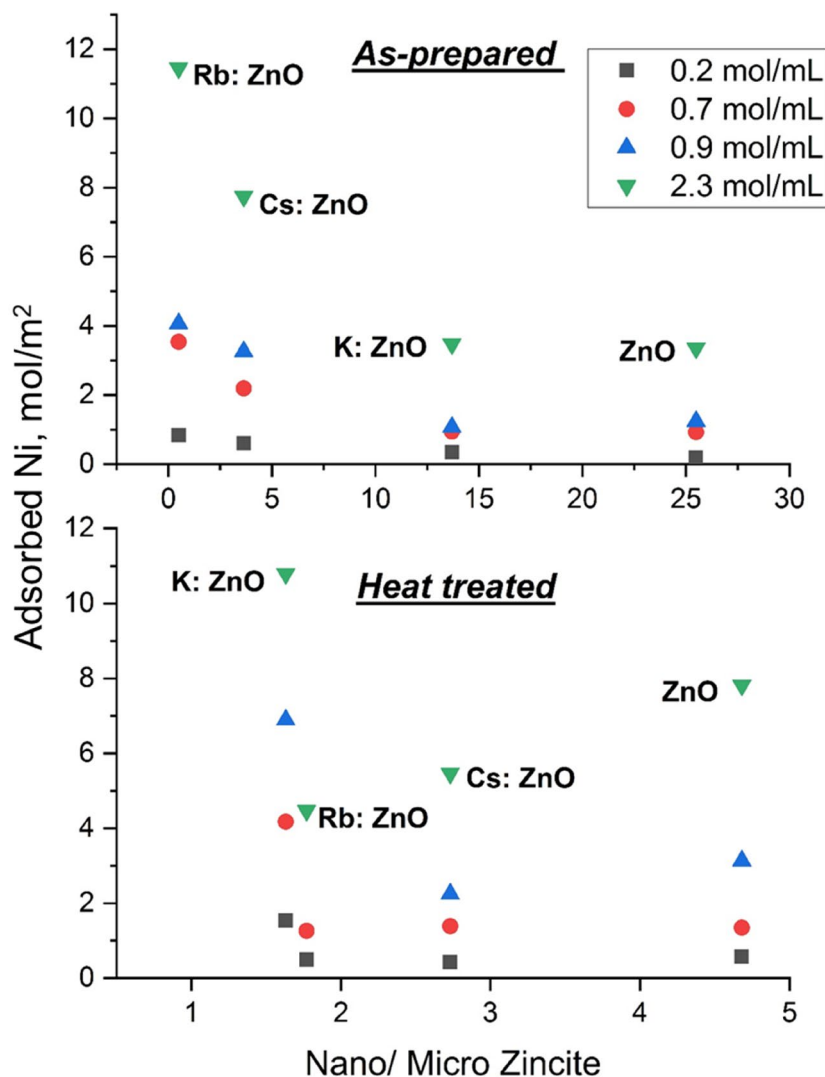 As-prepared
0.2 mol/mL
0.7 mol/mL
0.9 mol/mL
2.3 mol/mL
Rb: ZnO
Cs: ZnO
K: ZnO
ZnO
12
10
8
6
4
2
0
0 5 10 15 20 25 30
Adsorbed Ni, mol/m²
Heat treated
K: ZnO
ZnO
Cs: ZnO
Rb: ZnO
12
10
8
6
4
2
0
1 2 3 4 5
Nano/ Micro Zincite